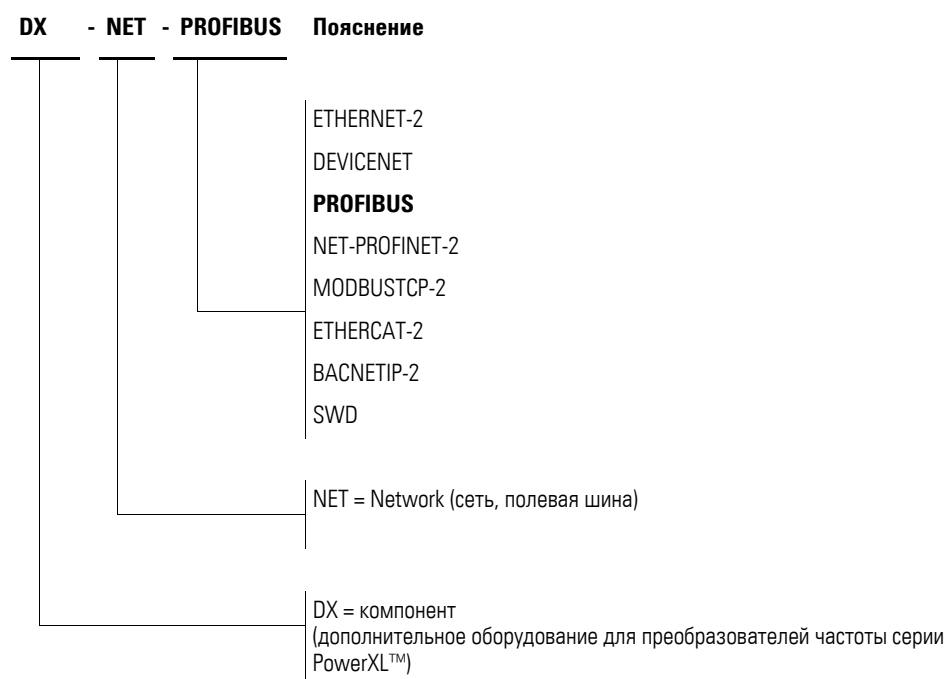 DX - NET - PROFIBUS Пояснение
ETHERNET-2
DEVICENET
PROFIBUS
NET-PROFINET-2
MODBUSTCP-2
ETHERCAT-2
BACNETIP-2
SWD
NET = Network (сеть, полевая шина)
DX = компонент
(дополнительное оборудование для преобразователей частоты серии
PowerXL™)